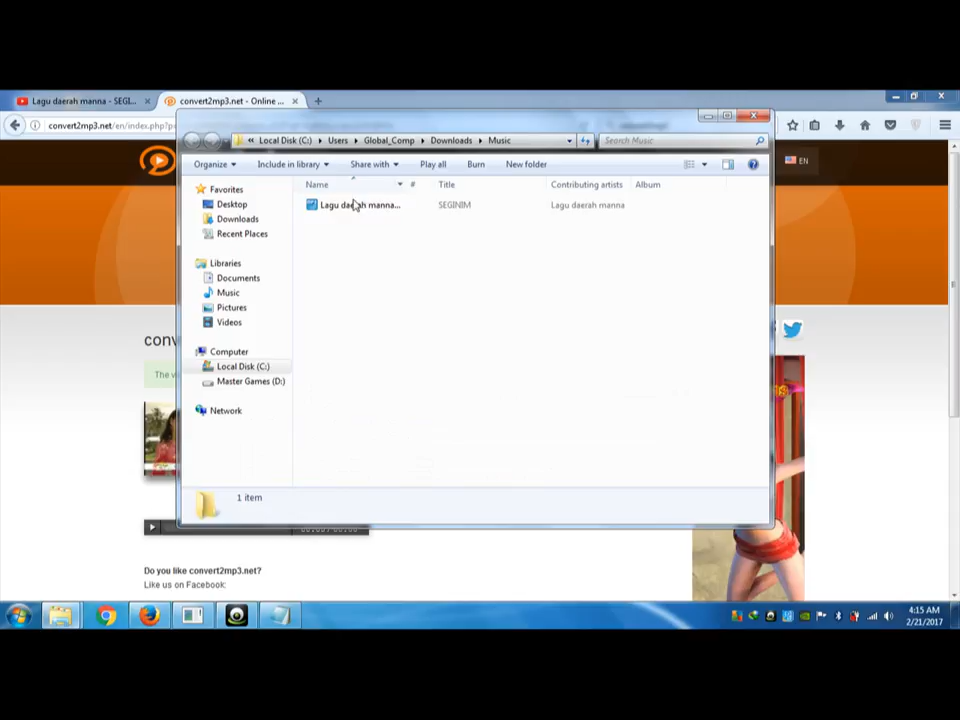 Lagu daerah manna - SEGI...
convert2mp3.net - Online ...
convert2mp3.net/en/index.php?p
Local Disk (C:) Users Global_Comp Downloads Music
Search Music
Organize Include in library Share with Play all Burn New folder
EN
Name # Title Contributing artists Album
Lagu daerah manna... SEGINIM Lagu daerah manna
Favorites
Desktop
Downloads
Recent Places
Libraries
Documents
Music
Pictures
Videos
Computer
Local Disk (C:)
Master Games (D:)
Network
conv
The vi
1 item
Do you like convert2mp3.net?
Like us on Facebook:
4:15 AM
2/21/2017